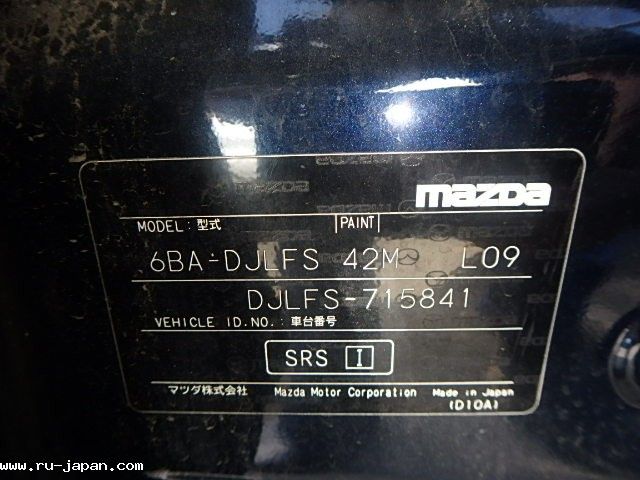 mazda
MODEL: 型式 PAINT
6BA-DJLFS 42M L09
DJLFS-715841
VEHICLE ID.NO.: 車台番号
SRS I
マツダ株式会社 Mazda Motor Corporation Made in Japan
(D10A)
www.ru-japan.com